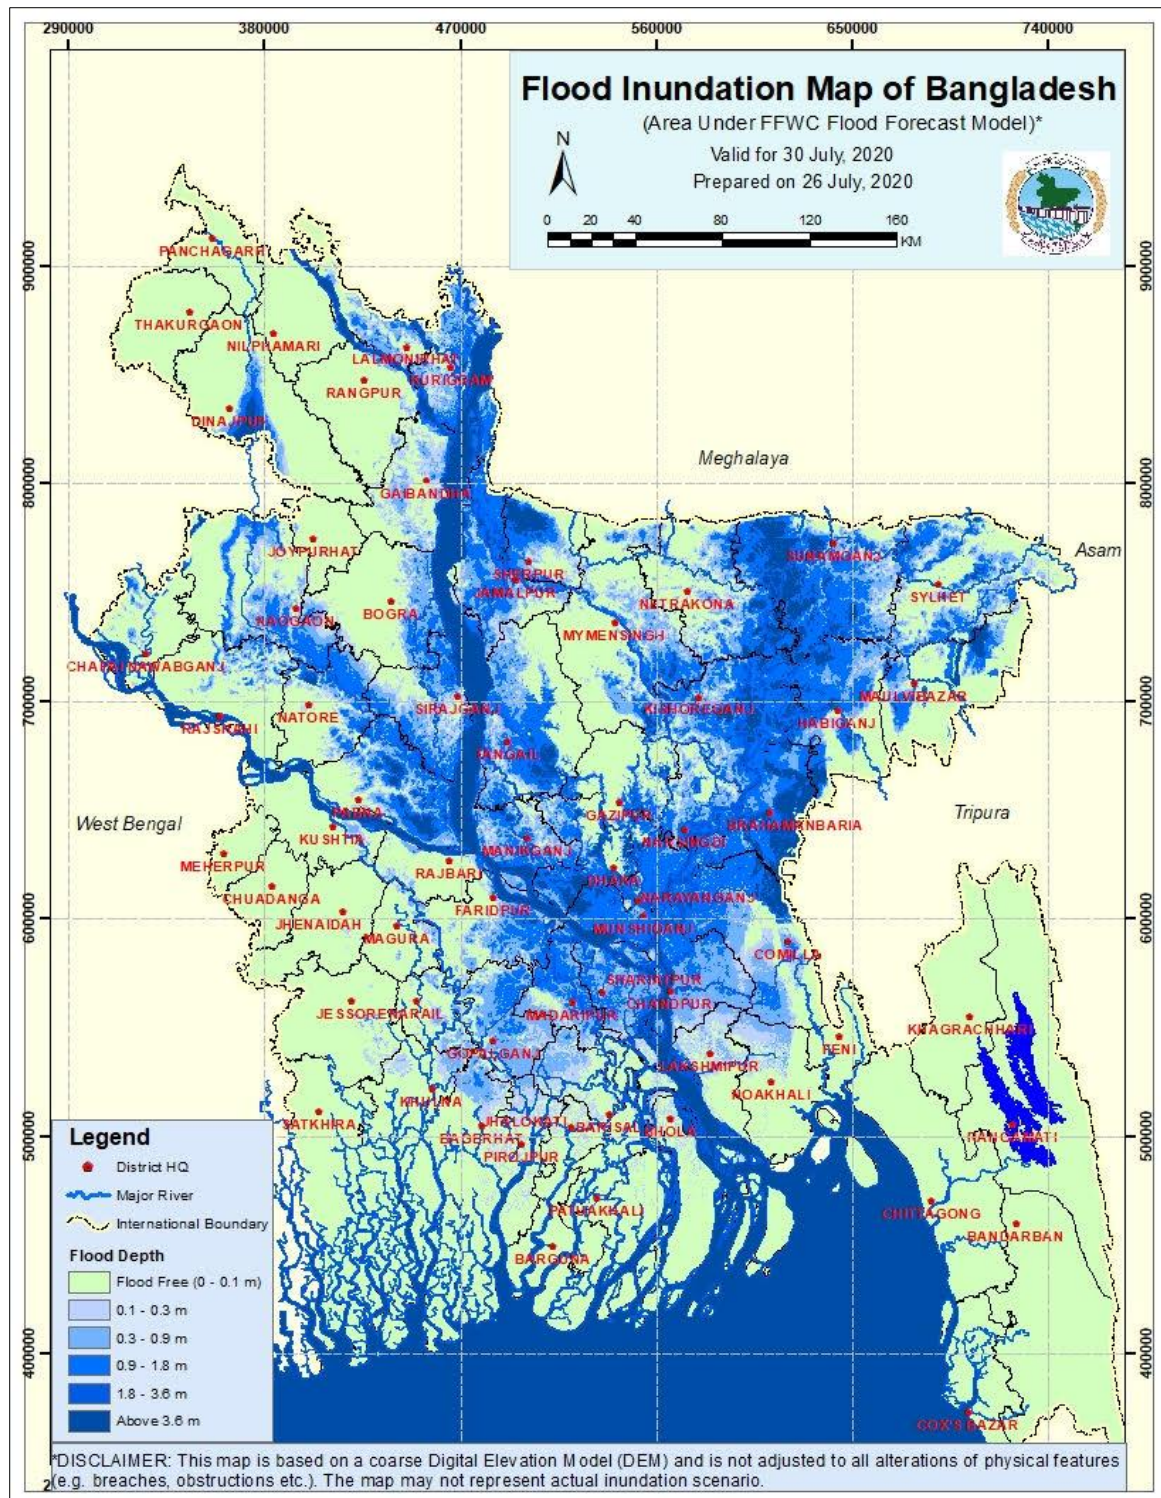 290000 380000 470000 560000 650000 740000
Flood Inundation Map of Bangladesh
(Area Under FFWC Flood Forecast Model)*
N
Valid for 30 July, 2020
Prepared on 26 July, 2020
0 20 40 80 120 160
KM
PANCHAGARH
900000 900000
THAKURGAON
NILPHAMARI
LALMONIRHAT
KURIGRAM
RANGPUR
DINAJPUR
Meghalaya
800000 800000
GAIBANDHA
JOYPURHAT
SUNAMGANJ
Asam
SHERPUR
JAMALPUR
SYLHET
NETRAKONA
BOGRA
NAOGAON
MYMENSINGH
CHAPAINAWABGANJ
MAULVIBAZAR
700000 700000
SIRAJGANJ
KISHOREGANJ
NATORE
HABIGANJ
RAJSHAHI
TANGAIL
PABNA
GAZIPUR
West Bengal
Tripura
BRAHAMANBARIA
KUSHTIA
NARSINGDI
MANIKGANJ
MEHERPUR
RAJBARI
DHAKA
CHUADANGA
NARAYANGANJ
FARIDPUR
600000 600000
JHENAIDAH
MUNSHIGANJ
MAGURA
COMILLA
SHARIATPUR
CHANDPUR
JESSORE NARAIL
MADARIPUR
KHAGRACHHARI
GOPALGANJ
FENI
LAKSHMIPUR
NOAKHALI
KHULNA
SATKHIRA
JHALOKATI
BARISAL
BHOLA
BAGERHAT
RANGAMATI
500000 500000
PIROJPUR
PATUAKHALI
CHITTAGONG
BANDARBAN
BARGUNA
400000 400000
COX'S BAZAR
Legend
District HQ
Major River
International Boundary
Flood Depth
Flood Free (0 - 0.1 m)
0.1 - 0.3 m
0.3 - 0.9 m
0.9 - 1.8 m
1.8 - 3.6 m
Above 3.6 m
*DISCLAIMER: This map is based on a coarse Digital Elevation Model (DEM) and is not adjusted to all alterations of physical features
(e.g. breaches, obstructions etc.). The map may not represent actual inundation scenario.